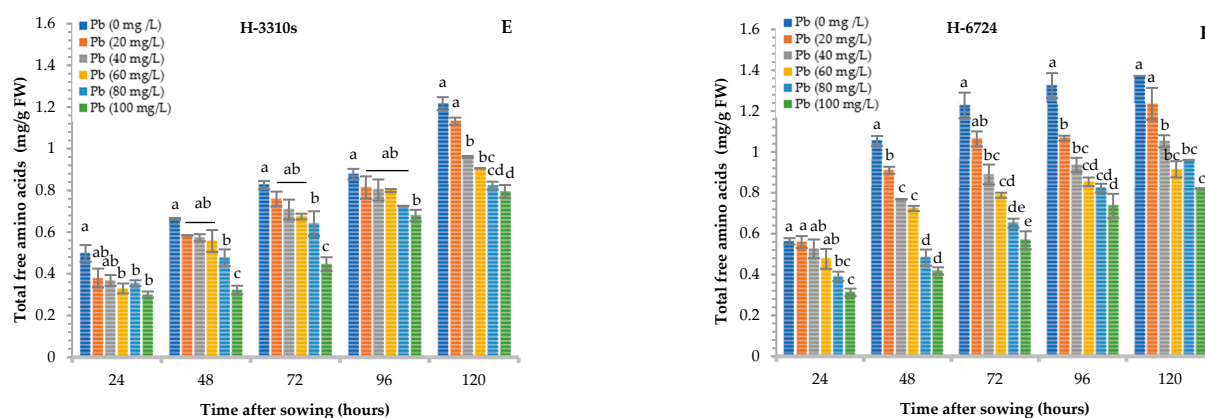 H-3310s
E
Total free amino acids (mg/g FW)
1.6
1.4
1.2
1
0.8
0.6
0.4
0.2
0
Pb (0 mg /L)
Pb (20 mg/L)
Pb (40 mg/L)
Pb (60 mg/L)
Pb (80 mg/L)
Pb (100 mg/L)
a ab ab b b b
a ab b c
a ab b c
a ab b
a a b bc cd d
24 48 72 96 120
Time after sowing (hours)
H-6724
Total free amino acids (mg/g FW)
1.6
1.4
1.2
1
0.8
0.6
0.4
0.2
0
Pb (0 mg/L)
Pb (20 mg/L)
Pb (40 mg/L)
Pb (60 mg/L)
Pb (80 mg/L)
Pb (100 mg/L)
a a ab ab bc c
a b c c d d
a ab bc cd de e
a b bc cd cd d
a a b bc bc c
24 48 72 96 120
Time after sowing (hours)